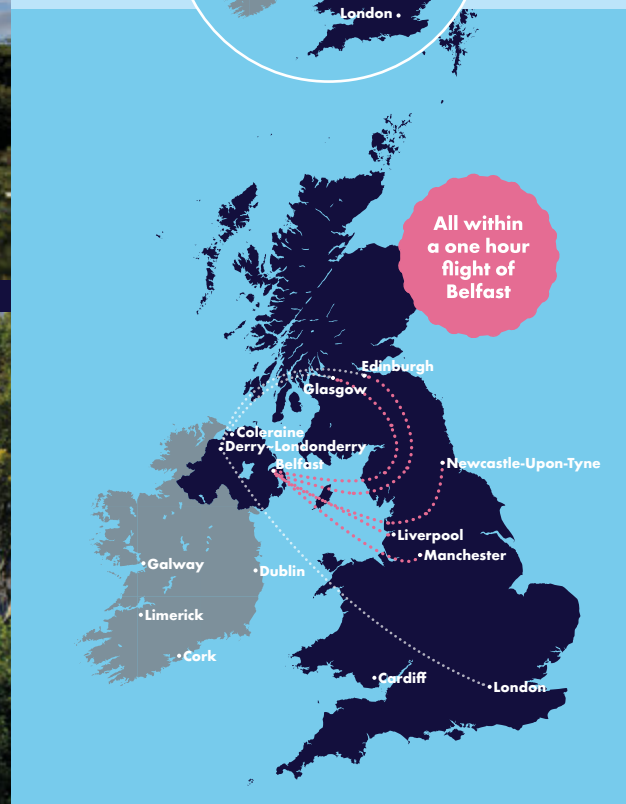 London
All within
a one hour
flight of
Belfast
Edinburgh
Glasgow
Coleraine
Derry~Londonderry
Belfast
Newcastle-Upon-Tyne
Liverpool
Manchester
Galway
Dublin
Limerick
Cork
Cardiff
London